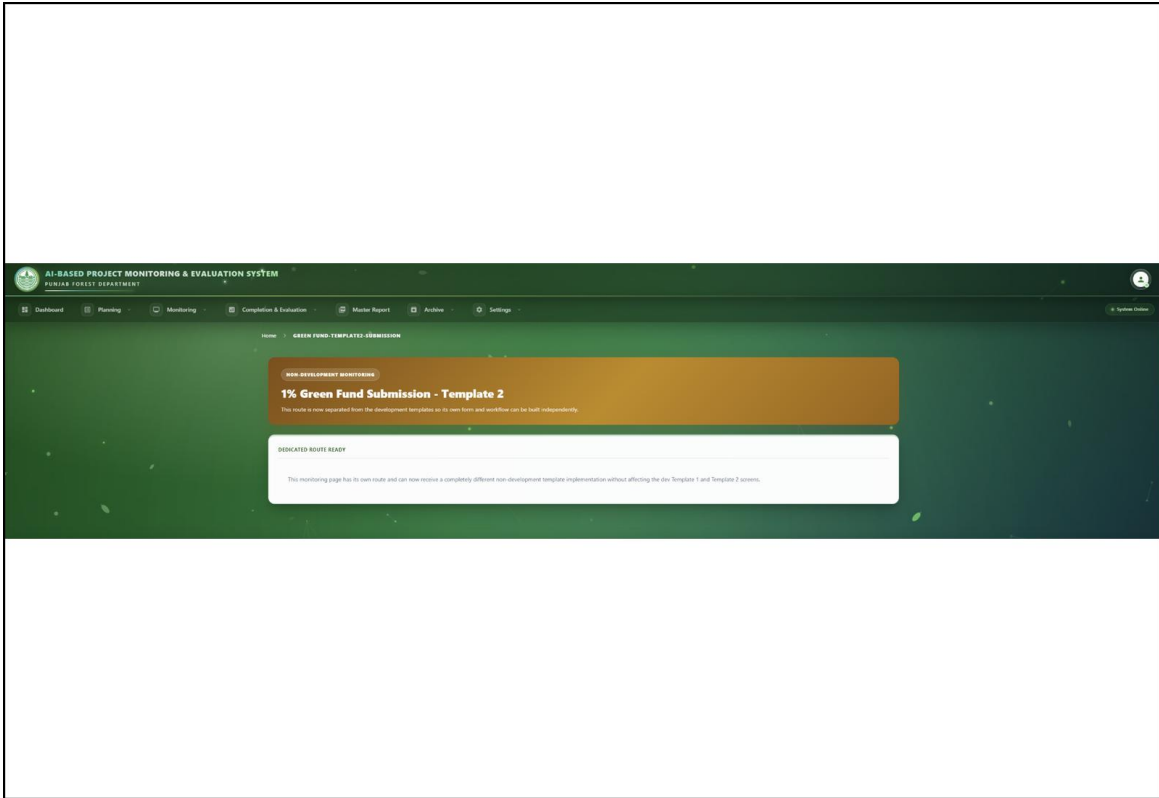 AI-BASED PROJECT MONITORING & EVALUATION SYSTEM
PUNJAB FOREST DEPARTMENT
Dashboard
Planning
Monitoring
Completion & Evaluation
Master Report
Archive
Settings
System Online
Home > GREEN FUND-TEMPLATE2-SUBMISSION
NON-DEVELOPMENT MONITORING
1% Green Fund Submission - Template 2
This route is now separated from the development templates so its own form and workflow can be built independently.
DEDICATED ROUTE READY
This monitoring page has its own route and can now receive a completely different non-development template implementation without affecting the dev Template 1 and Template 2 screens.